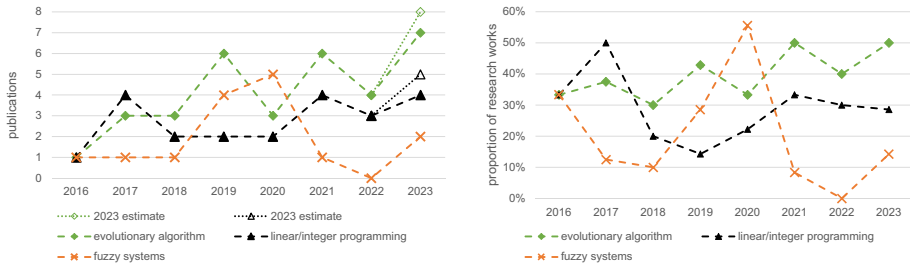 publications
8
7
6
5
4
3
2
1
0
2016 2017 2018 2019 2020 2021 2022 2023
2023 estimate 2023 estimate
evolutionary algorithm linear/integer programming
fuzzy systems
proportion of research works
60%
50%
40%
30%
20%
10%
0%
2016 2017 2018 2019 2020 2021 2022 2023
evolutionary algorithm linear/integer programming
fuzzy systems